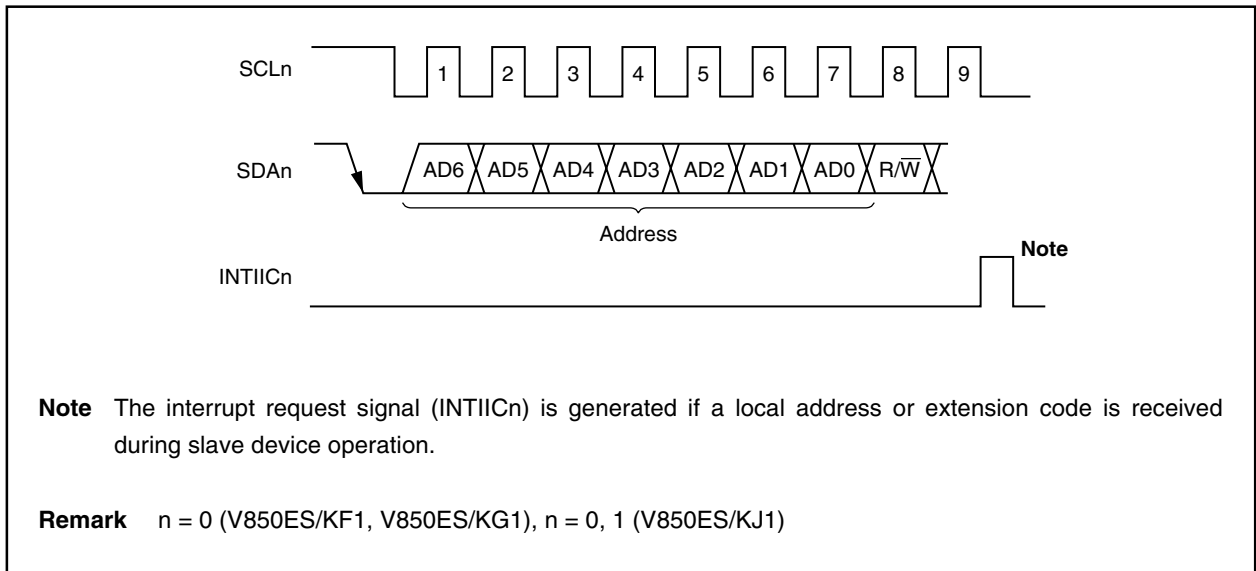 SCLn
1 2 3 4 5 6 7 8 9
SDAn
AD6 AD5 AD4 AD3 AD2 AD1 AD0 R/W̅
Address
INTIICn
Note
Note The interrupt request signal (INTIICn) is generated if a local address or extension code is received
during slave device operation.
Remark n = 0 (V850ES/KF1, V850ES/KG1), n = 0, 1 (V850ES/KJ1)